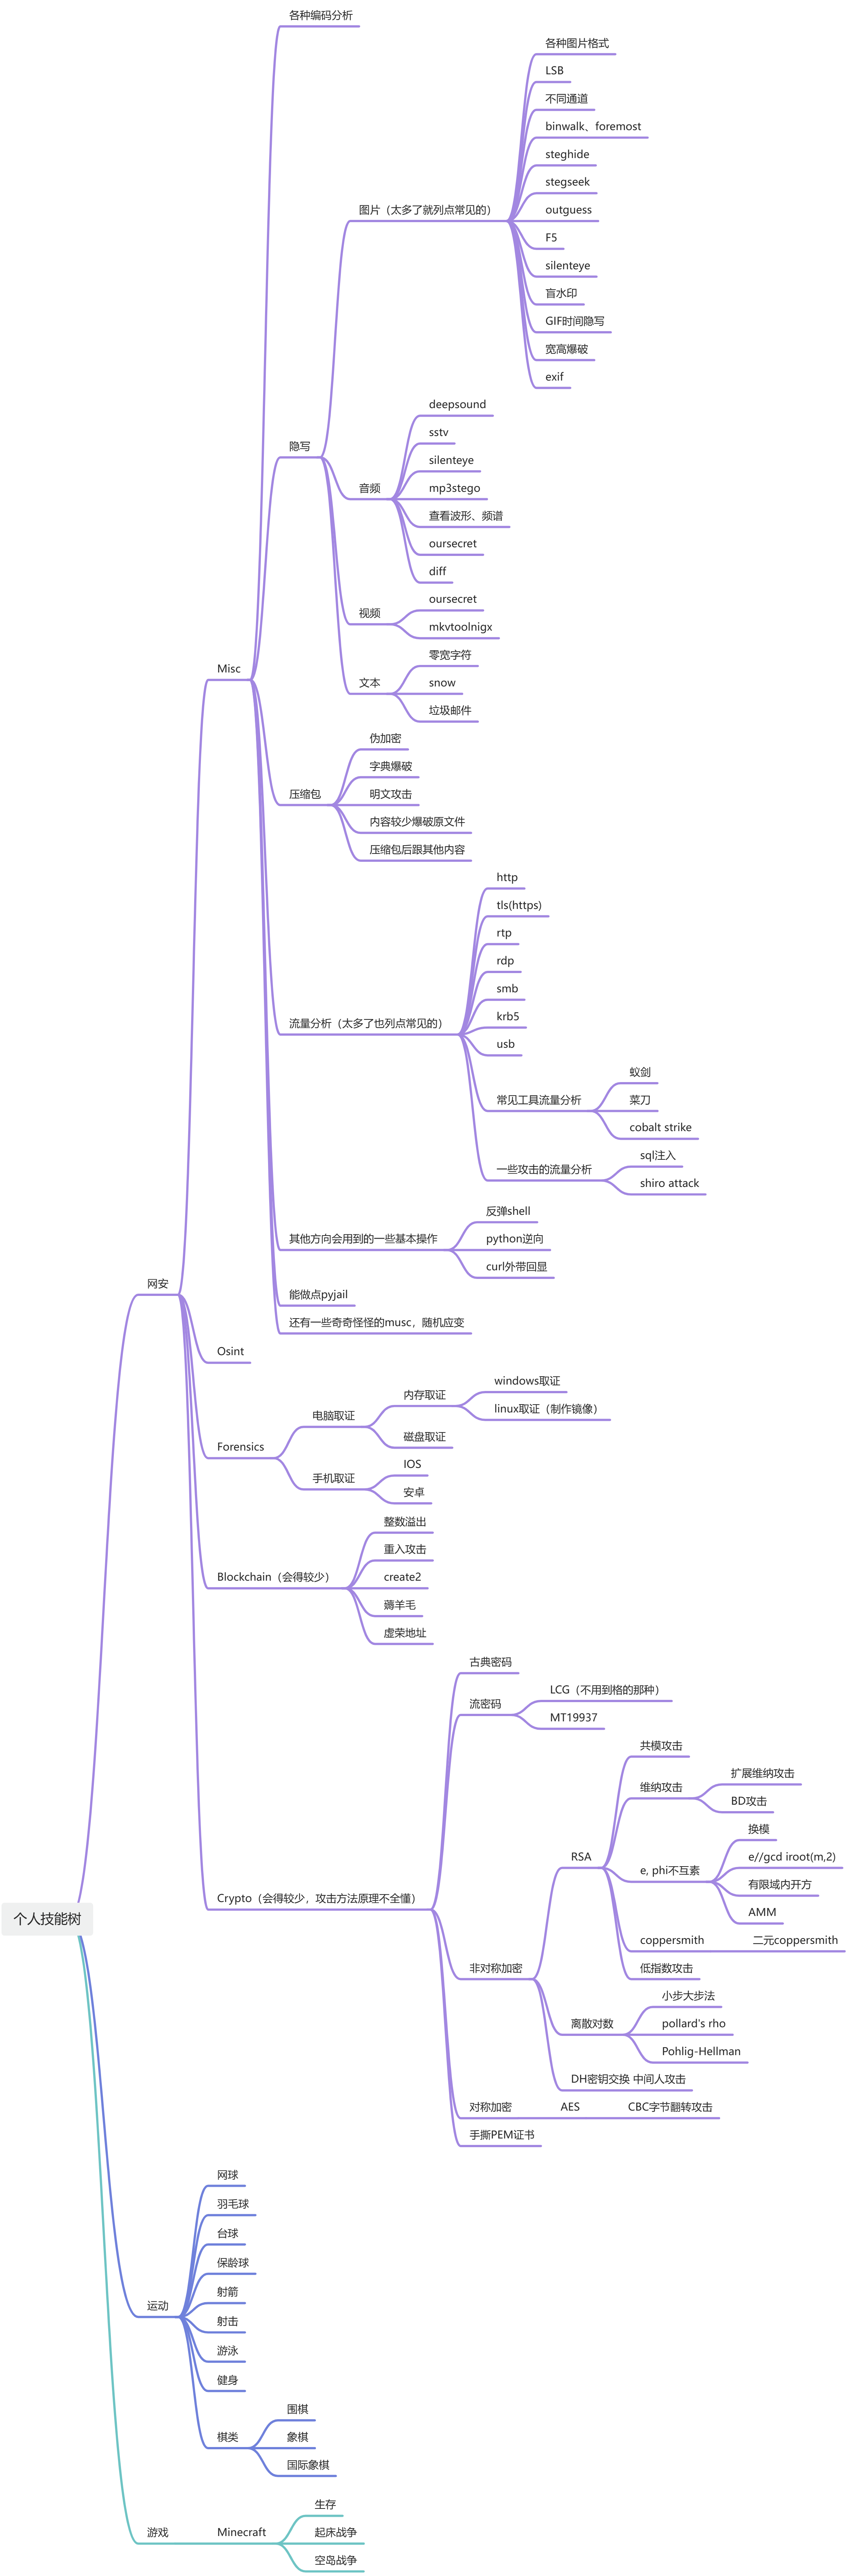 各种编码分析
各种图片格式
LSB
不同通道
binwalk、foremost
steghide
stegseek
图片（太多了就列点常见的）
outguess
F5
silenteye
盲水印
GIF时间隐写
宽高爆破
exif
deepsound
sstv
隐写
silenteye
音频
mp3stego
查看波形、频谱
oursecret
diff
视频
oursecret
mkvtoolnigx
零宽字符
Misc
文本
snow
垃圾邮件
伪加密
字典爆破
压缩包
明文攻击
内容较少爆破原文件
压缩包后跟其他内容
http
tls(https)
rtp
rdp
smb
流量分析（太多了也列点常见的）
krb5
usb
常见工具流量分析
蚁剑
菜刀
cobalt strike
一些攻击的流量分析
sql注入
shiro attack
其他方向会用到的一些基本操作
反弹shell
python逆向
curl外带回显
网安
能做点pyjail
还有一些奇奇怪怪的musc，随机应变
Osint
Forensics
电脑取证
内存取证
windows取证
linux取证（制作镜像）
磁盘取证
手机取证
IOS
安卓
Blockchain（会得较少）
整数溢出
重入攻击
create2
薅羊毛
虚荣地址
古典密码
流密码
LCG（不用到格的那种）
MT19937
共模攻击
维纳攻击
扩展维纳攻击
BD攻击
RSA
e, phi不互素
换模
e//gcd iroot(m,2)
有限域内开方
AMM
Crypto（会得较少，攻击方法原理不全懂）
coppersmith
二元coppersmith
低指数攻击
个人技能树
非对称加密
离散对数
小步大步法
pollard's rho
Pohlig-Hellman
DH密钥交换 中间人攻击
对称加密
AES
CBC字节翻转攻击
手撕PEM证书
网球
羽毛球
台球
保龄球
运动
射箭
射击
游泳
健身
棋类
围棋
象棋
国际象棋
游戏
Minecraft
生存
起床战争
空岛战争